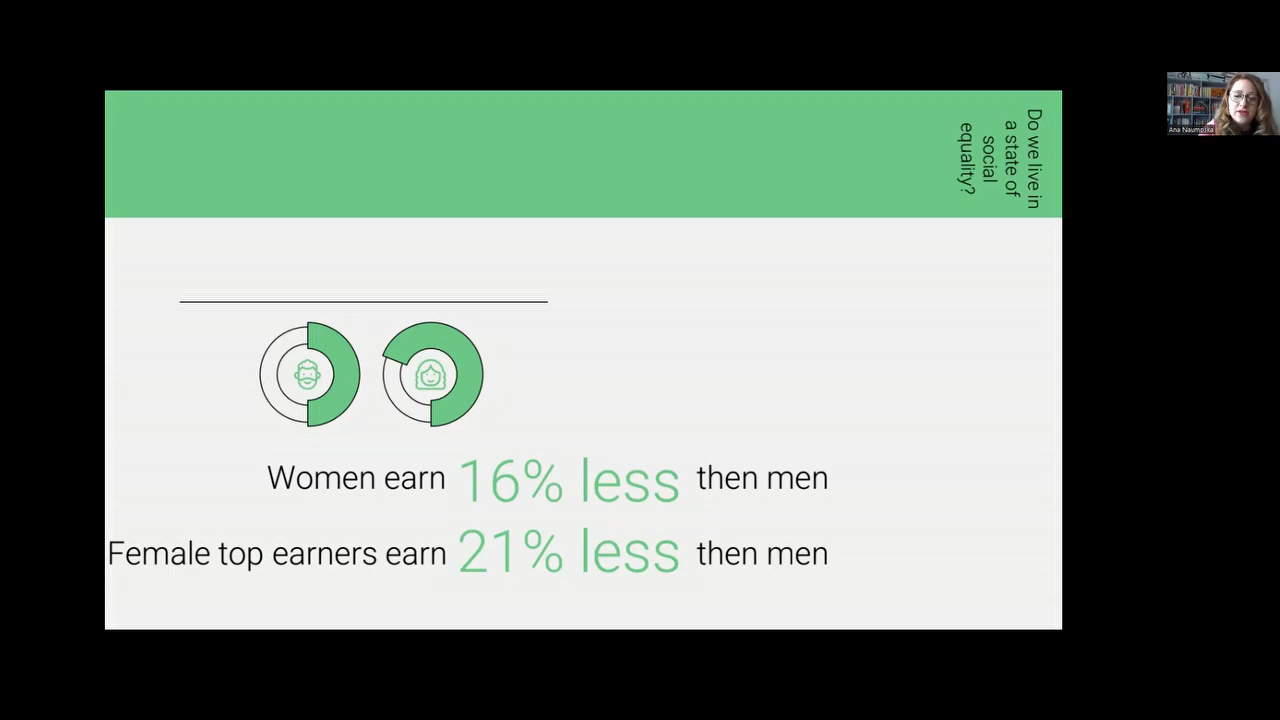 Do we live in
a state of
social
equality?
Women earn 16% less then men
Female top earners earn 21% less then men
Ana Naumoska